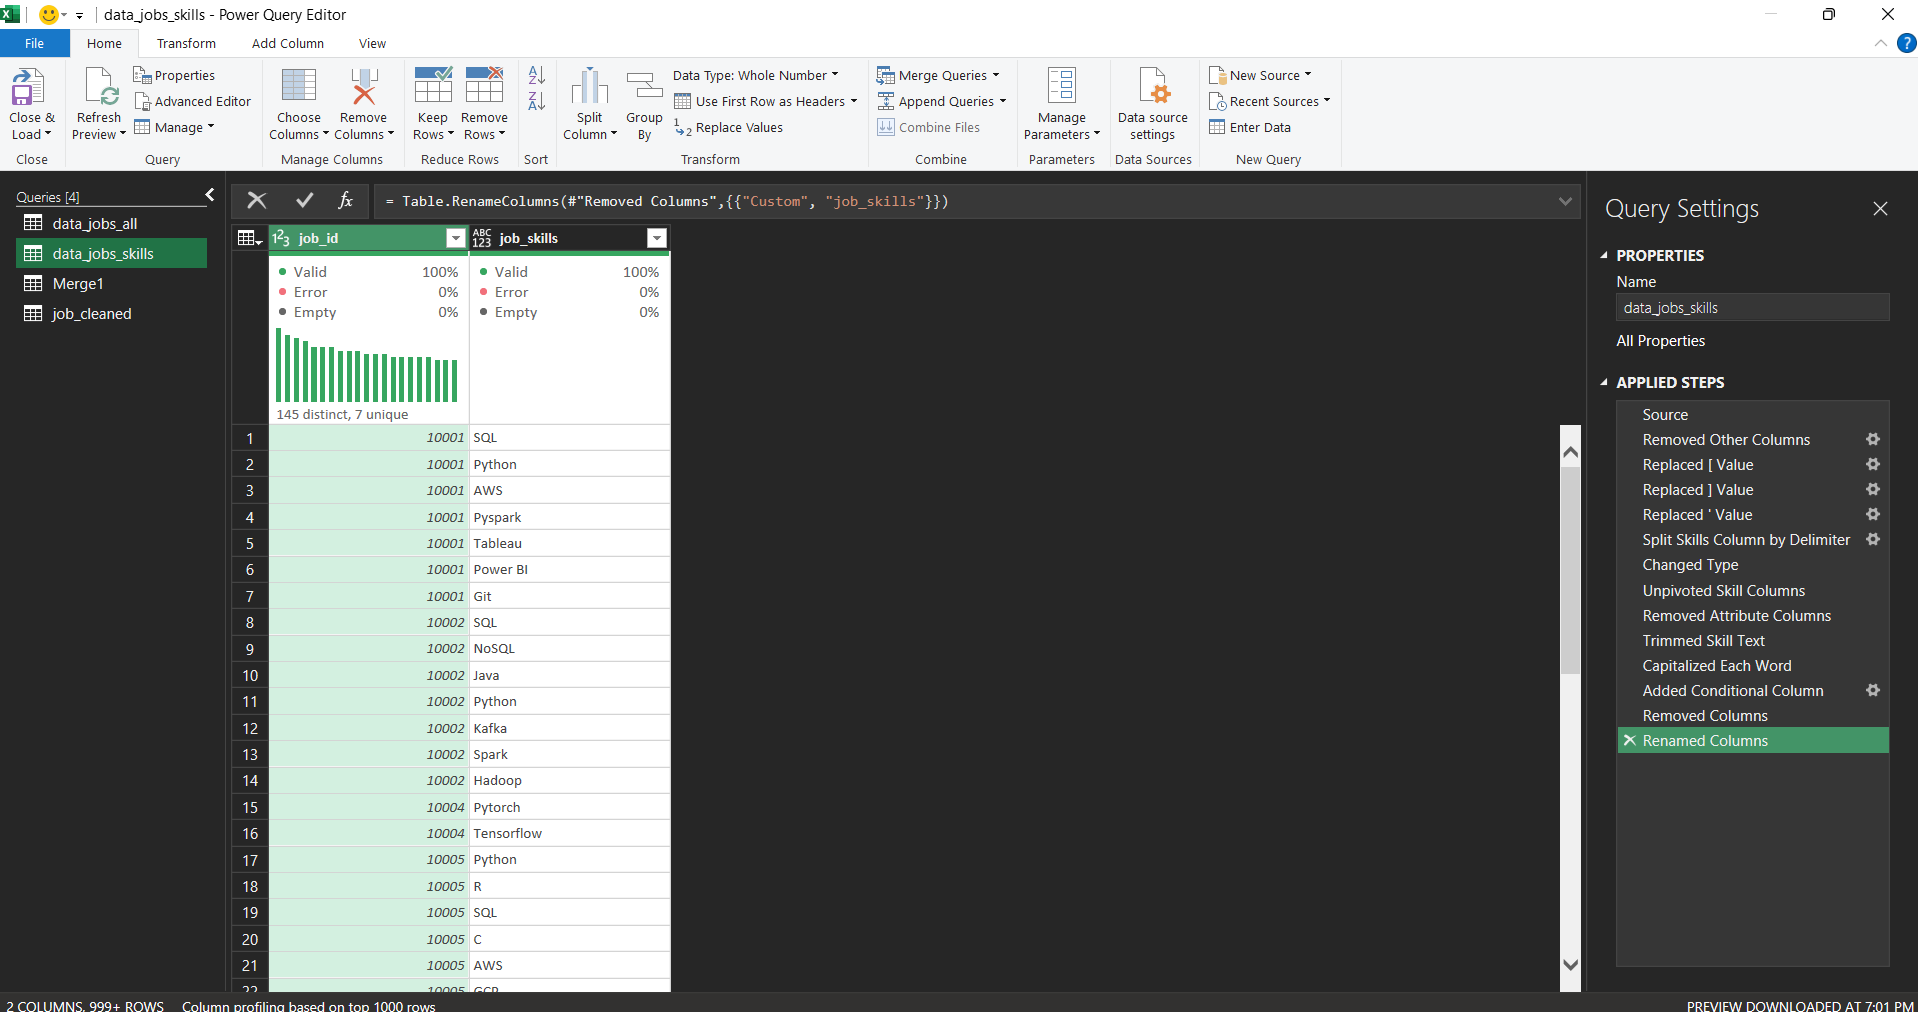 data_jobs_skills - Power Query Editor
File Home Transform Add Column View
Close & Load
Close
Refresh Preview
Properties
Advanced Editor
Manage
Query
Choose Columns
Remove Columns
Manage Columns
Keep Rows
Remove Rows
Reduce Rows
A Z
Z A
Sort
Split Column
Group By
Data Type: Whole Number
Use First Row as Headers
1 2 Replace Values
Transform
Merge Queries
Append Queries
Combine Files
Combine
Manage Parameters
Parameters
Data source settings
Data Sources
New Source
Recent Sources
Enter Data
New Query
?
Queries [4]
data_jobs_all
data_jobs_skills
Merge1
job_cleaned
fx = Table.RenameColumns(#"Removed Columns",{{"Custom", "job_skills"}})
123 job_id ABC 123 job_skills
Valid 100% Valid 100%
Error 0% Error 0%
Empty 0% Empty 0%
145 distinct, 7 unique
1 10001 SQL
2 10001 Python
3 10001 AWS
4 10001 Pyspark
5 10001 Tableau
6 10001 Power BI
7 10001 Git
8 10002 SQL
9 10002 NoSQL
10 10002 Java
11 10002 Python
12 10002 Kafka
13 10002 Spark
14 10002 Hadoop
15 10004 Pytorch
16 10004 Tensorflow
17 10005 Python
18 10005 R
19 10005 SQL
20 10005 C
21 10005 AWS
22 10005 GCP
Query Settings
PROPERTIES
Name
data_jobs_skills
All Properties
APPLIED STEPS
Source
Removed Other Columns
Replaced [ Value
Replaced ] Value
Replaced ' Value
Split Skills Column by Delimiter
Changed Type
Unpivoted Skill Columns
Removed Attribute Columns
Trimmed Skill Text
Capitalized Each Word
Added Conditional Column
Removed Columns
Renamed Columns
2 COLUMNS, 999+ ROWS Column profiling based on top 1000 rows
PREVIEW DOWNLOADED AT 7:01 PM